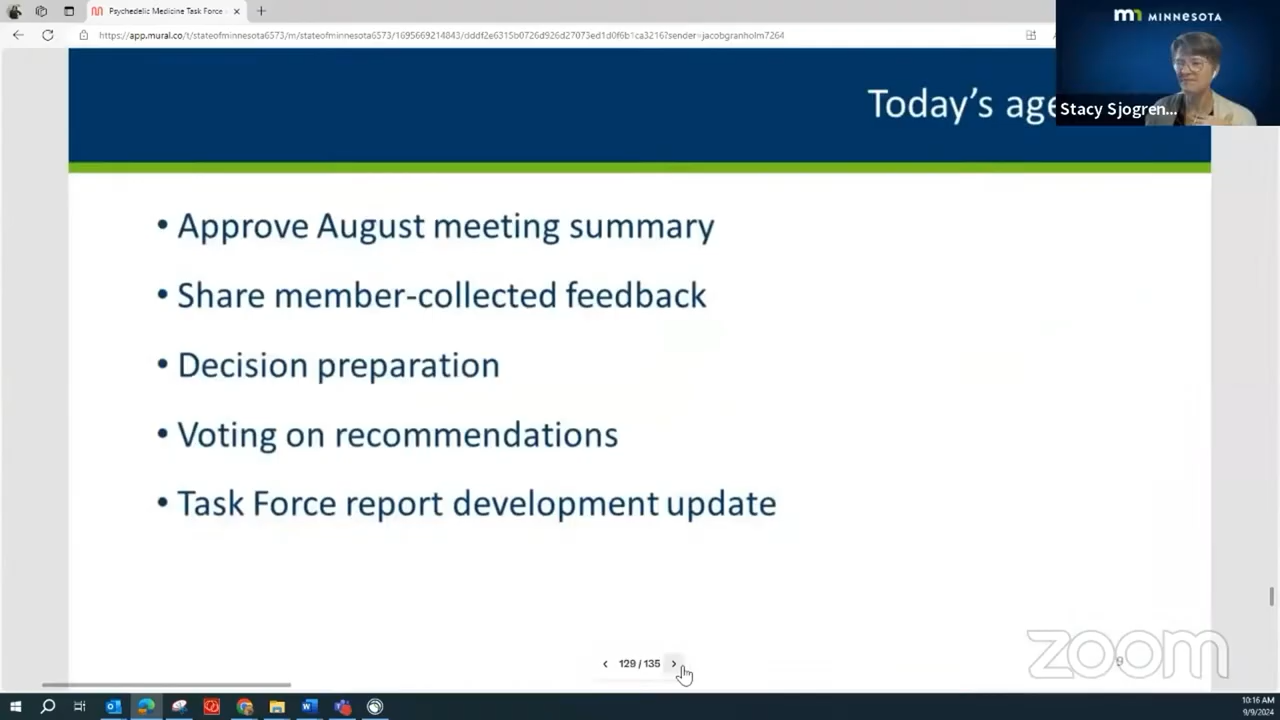 Psychedelic Medicine Task Force
https://app.mural.co/t/stateofminnesota6573/m/stateofminnesota6573/1695669214843/dddf2e6315b0726d926d27073ed1d0f6b1ca3216?sender=jacobgranholm7264
MINNESOTA
Stacy Sjogren...
Today's age
• Approve August meeting summary
• Share member-collected feedback
• Decision preparation
• Voting on recommendations
• Task Force report development update
129 / 135
zoom
9
10:16 AM
9/9/2024